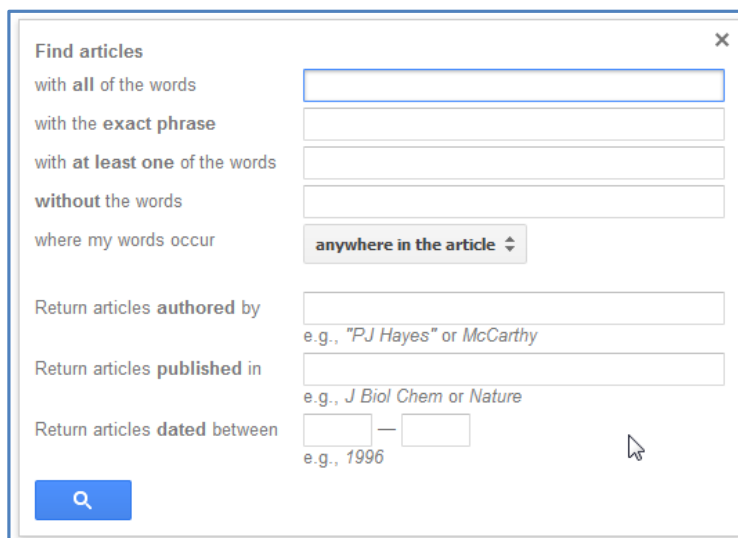 Find articles
with all of the words
with the exact phrase
with at least one of the words
without the words
where my words occur
anywhere in the article
Return articles authored by
e.g., "PJ Hayes" or McCarthy
Return articles published in
e.g., J Biol Chem or Nature
Return articles dated between
—
e.g., 1996